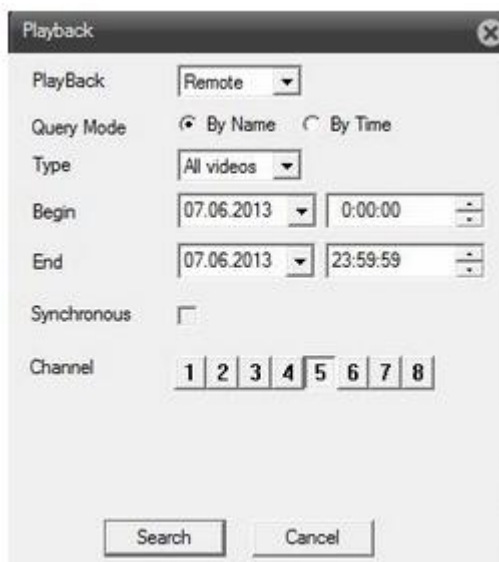 Playback
PlayBack Remote
Query Mode By Name By Time
Type All videos
Begin 07.06.2013 0:00:00
End 07.06.2013 23:59:59
Synchronous
Channel 1 2 3 4 5 6 7 8
Search Cancel